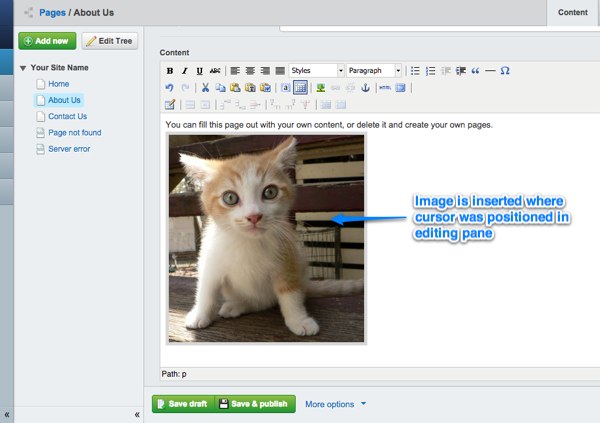 Pages / About Us
Content
Add new
Edit Tree
Your Site Name
Home
About Us
Contact Us
Page not found
Server error
Content
B I U ABC Styles Paragraph Ω
HTML
You can fill this page out with your own content, or delete it and create your own pages.
Image is inserted where
cursor was positioned in
editing pane
Path: p
« «
Save draft Save & publish More options